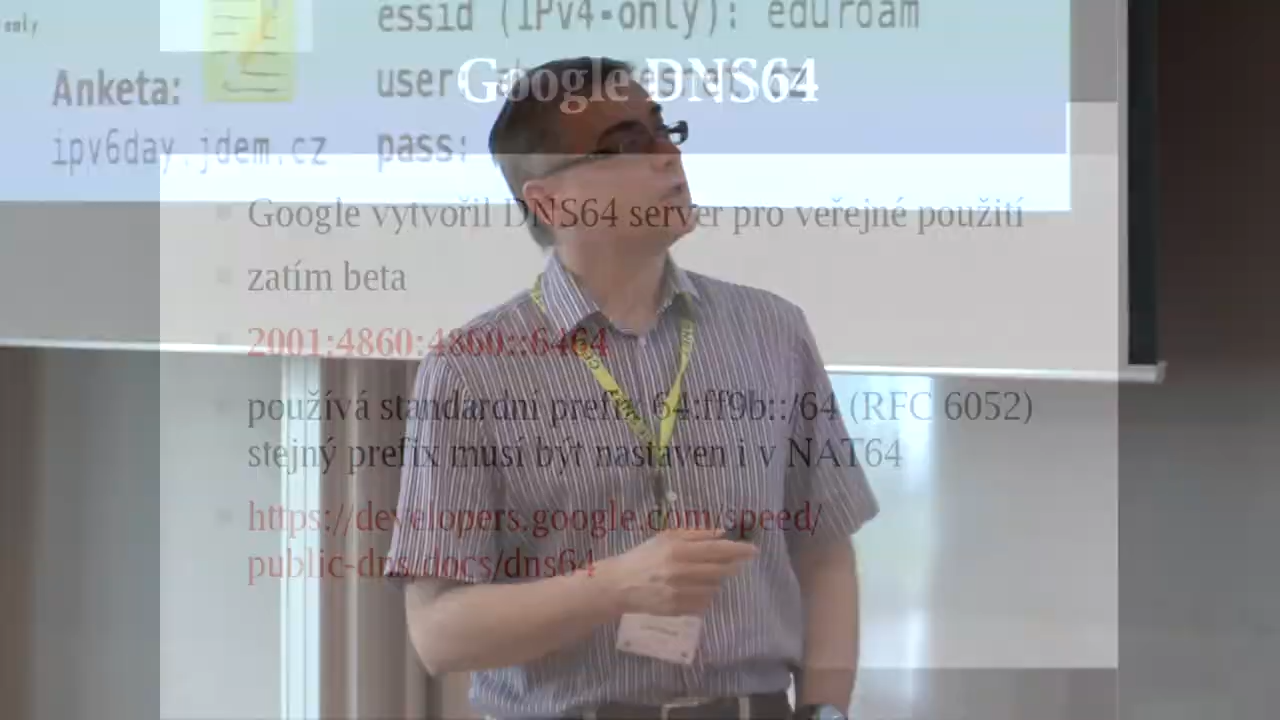 only
essid (IPv4-only): eduroam
Anketa:
user:
Google DNS64
ipv6day.jdem.cz
pass:
Google vytvořil DNS64 server pro veřejné použití
zatím beta
2001:4860:4860::6464
používá standardní prefix 64:ff9b::/64 (RFC 6052)
stejný prefix musí být nastaven i v NAT64
https://developers.google.com/speed/
public-dns/docs/dns64